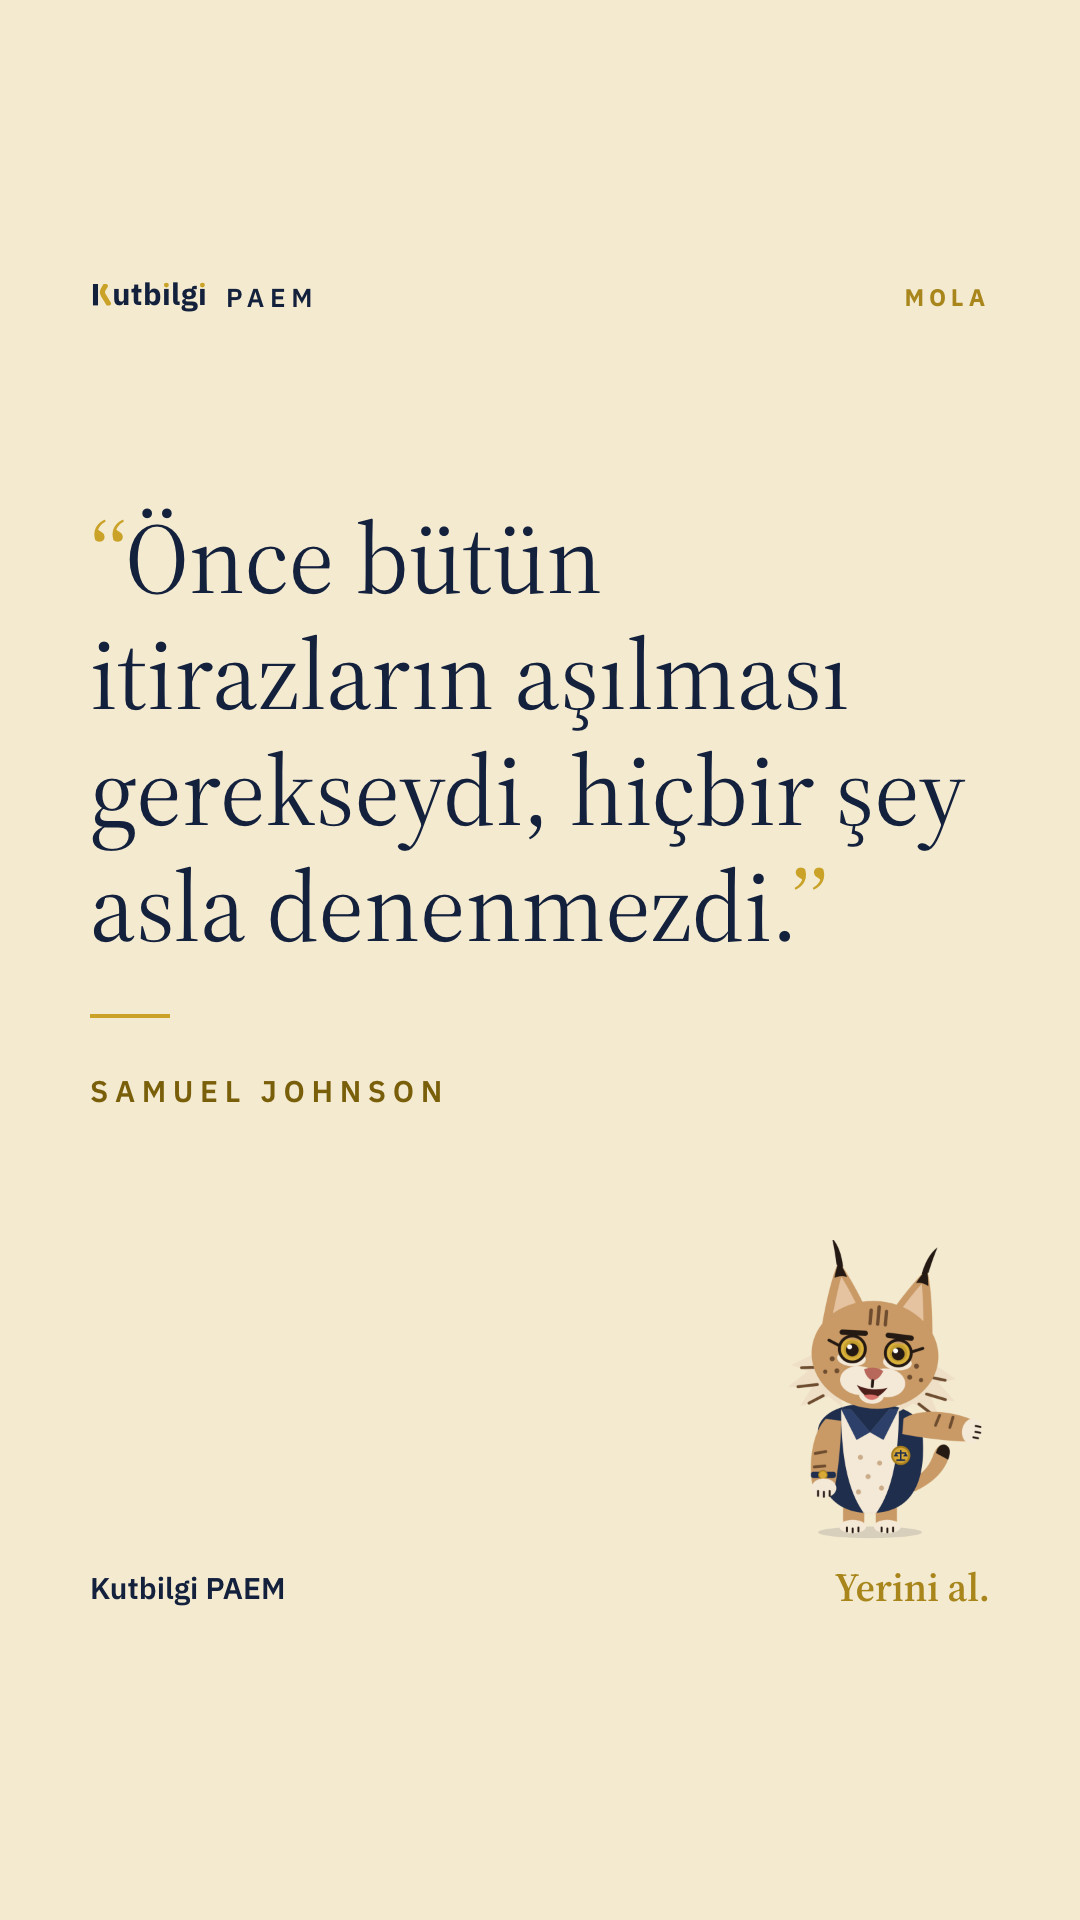 Kutbilgi PAEM
MOLA
“Önce bütün
itirazların aşılması
gerekseydi, hiçbir şey
asla denenmezdi.”
SAMUEL JOHNSON
Kutbilgi PAEM
Yerini al.